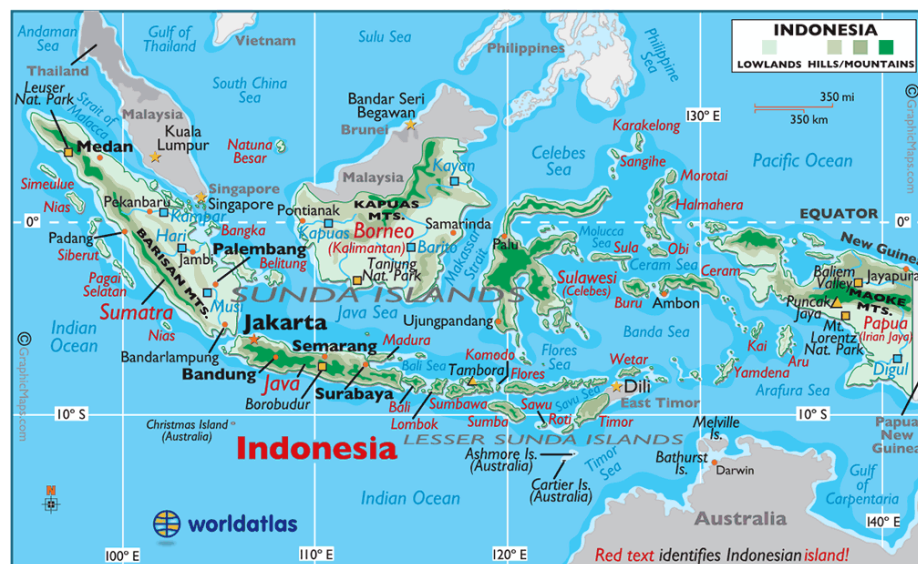 Andaman
Sea
Gulf of
Thailand
Vietnam
Sulu Sea
Philippines
Philippine
Sea
INDONESIA
LOWLANDS HILLS/MOUNTAINS
350 mi
350 km
© GraphicMaps.com
Thailand
Leuser
Nat. Park
Strait of
Malacca
Malaysia
Kuala
Lumpur
South China
Sea
Natuna
Besar
Bandar Seri
Begawan
Brunei
Malaysia
Celebes
Sea
130º E
Karakelong
Sangihe
Morotai
Halmahera
Pacific Ocean
Medan
Simeulue
Nias
Singapore
Singapore
Pekanbaru
Kambar
Bangka
0º
Padang
Siberut
Hari
Jambi
BARISAN MTS.
Palembang
Belitung
Pagai
Selatan
Sumatra
Musi
Nias
Bandarlampung
Indian
Ocean
© GraphicMaps.com
Pontianak
Kapuas
KAPUAS
MTS.
Kayan
Borneo
(Kalimantan)
Samarinda
Barito
Tanjung
Nat. Park
Makassar
Strait
Palu
Molucca
Sea
Sula
Obi
Ceram Sea
Sulawesi
(Celebes)
Buru
Ambon
Ceram
0º
EQUATOR
New Guinea
Baliem
Valley
Jayapura
Puncak
Jaya
MAOKE
MTS.
Mt.
Lorentz
Nat. Park
Papua
(Irian Jaya)
Digul
SUNDA ISLANDS
Java Sea
Ujungpandang
Banda Sea
Kai
Aru
Yamdena
Arafura Sea
Jakarta
Semarang
Madura
Bandung
Java
Borobudur
Surabaya
Bali Sea
Bali
Lombok
Komodo
Tambora
Flores
Flores
Sea
Sumbawa
Sumba
Sawu
Savu Sea
Roti
Wetar
Dili
East Timor
Timor
10º S
10º S
Christmas Island
(Australia)
Indonesia
LESSER SUNDA ISLANDS
Ashmore Is.
(Australia)
Cartier Is.
(Australia)
Timor
Sea
Melville
Is.
Bathurst
Is.
Darwin
Papua
New
Guinea
Gulf
of
Carpentaria
N
worldatlas
Indian Ocean
Australia
100º E
110º E
120º E
140º E
Red text identifies Indonesian island!